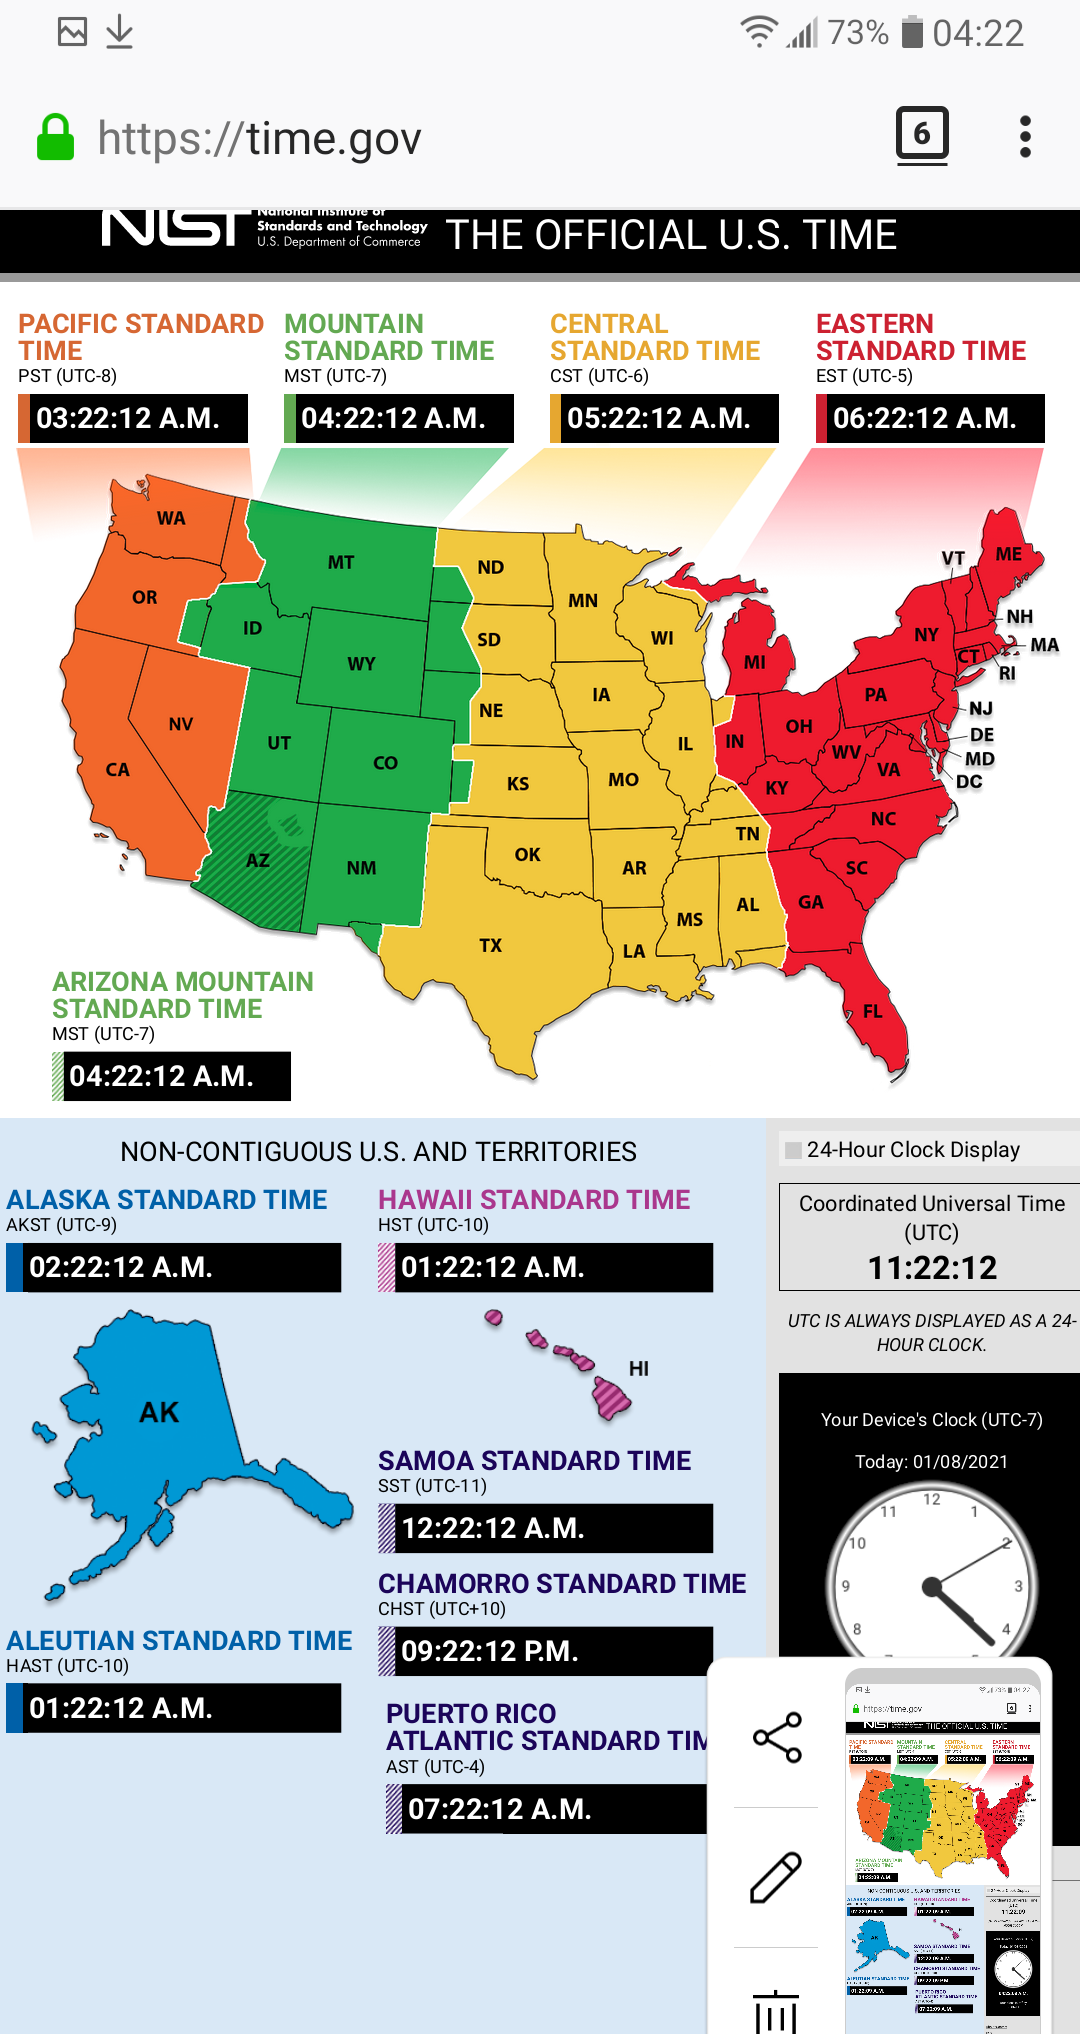 73% 04:22
https://time.gov
6
NIST
National Institute of
Standards and Technology
U.S. Department of Commerce
THE OFFICIAL U.S. TIME
PACIFIC STANDARD
TIME
PST (UTC-8)
03:22:12 A.M.
MOUNTAIN
STANDARD TIME
MST (UTC-7)
04:22:12 A.M.
CENTRAL
STANDARD TIME
CST (UTC-6)
05:22:12 A.M.
EASTERN
STANDARD TIME
EST (UTC-5)
06:22:12 A.M.
WA
MT
ND
VT
ME
OR
ID
MN
NH
SD
WI
NY
MA
WY
MI
CT
RI
IA
PA
NE
NJ
NV
UT
CO
IL
IN
OH
DE
WV
MD
CA
KS
MO
VA
DC
KY
NC
TN
AZ
NM
OK
AR
SC
MS
AL
GA
TX
LA
FL
ARIZONA MOUNTAIN
STANDARD TIME
MST (UTC-7)
04:22:12 A.M.
NON-CONTIGUOUS U.S. AND TERRITORIES
ALASKA STANDARD TIME
AKST (UTC-9)
02:22:12 A.M.
AK
ALEUTIAN STANDARD TIME
HAST (UTC-10)
01:22:12 A.M.
HAWAII STANDARD TIME
HST (UTC-10)
01:22:12 A.M.
HI
SAMOA STANDARD TIME
SST (UTC-11)
12:22:12 A.M.
CHAMORRO STANDARD TIME
CHST (UTC+10)
09:22:12 P.M.
PUERTO RICO
ATLANTIC STANDARD TIM
AST (UTC-4)
07:22:12 A.M.
24-Hour Clock Display
Coordinated Universal Time
(UTC)
11:22:12
UTC IS ALWAYS DISPLAYED AS A 24-
HOUR CLOCK.
Your Device's Clock (UTC-7)
Today: 01/08/2021
12
11 1
10 2
9 3
8 4
https://time.gov
THE OFFICIAL U.S. TIME